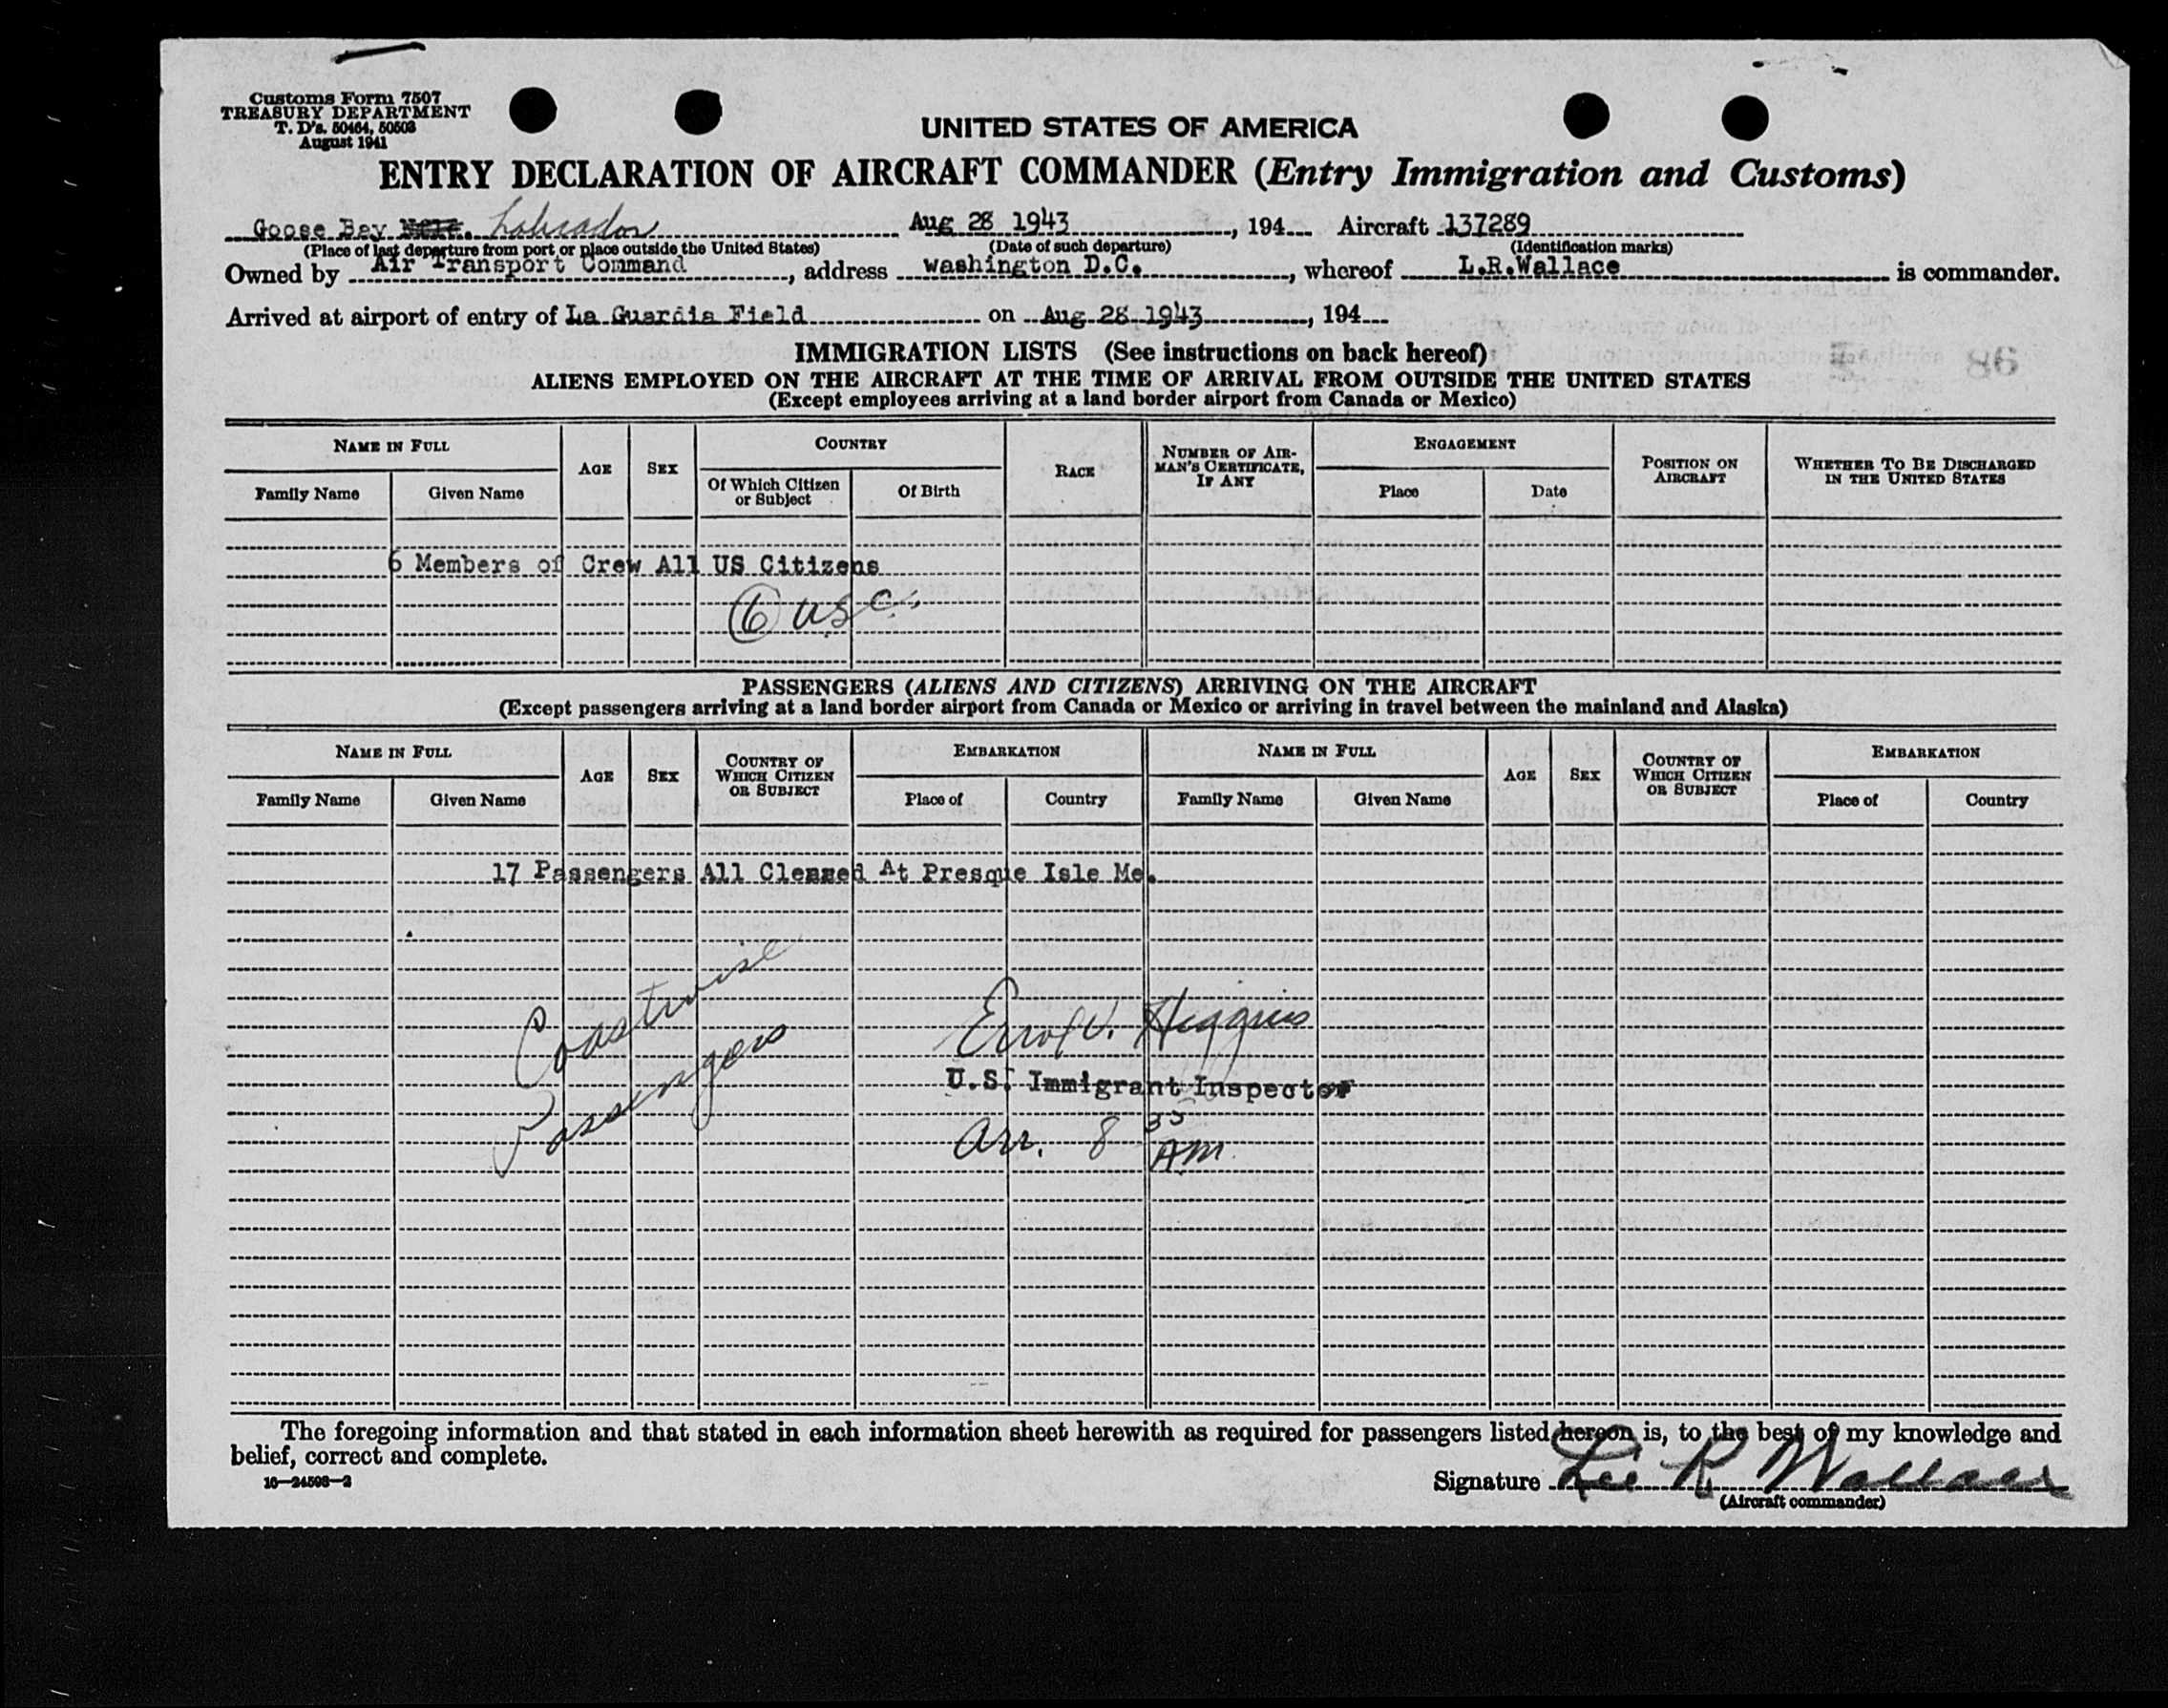 Customs Form 7507
TREASURY DEPARTMENT
T. D's. 50464, 50503
August 1941
UNITED STATES OF AMERICA
ENTRY DECLARATION OF AIRCRAFT COMMANDER (Entry Immigration and Customs)
Goose Bay Labrador Aug 28 1943, 194 Aircraft 137289
(Place of last departure from port or place outside the United States) (Date of such departure) (Identification marks)
Owned by Air Transport Command, address Washington D.C., whereof L.R.Wallace is commander.
Arrived at airport of entry of La Guardia Field on Aug 28 1943, 194
IMMIGRATION LISTS (See instructions on back hereof)
98
ALIENS EMPLOYED ON THE AIRCRAFT AT THE TIME OF ARRIVAL FROM OUTSIDE THE UNITED STATES
(Except employees arriving at a land border airport from Canada or Mexico)
NAME IN FULL AGE SEX COUNTRY RACE NUMBER OF AIRMAN'S CERTIFICATE, IF ANY ENGAGEMENT POSITION ON AIRCRAFT WHETHER TO BE DISCHARGED IN THE UNITED STATES
Family Name Given Name Of Which Citizen or Subject Of Birth Place Date
6 Members of Crew All US Citizens
6 USC
PASSENGERS (ALIENS AND CITIZENS) ARRIVING ON THE AIRCRAFT
(Except passengers arriving at a land border airport from Canada or Mexico or arriving in travel between the mainland and Alaska)
NAME IN FULL AGE SEX COUNTRY OF WHICH CITIZEN OR SUBJECT EMBARKATION NAME IN FULL AGE SEX COUNTRY OF WHICH CITIZEN OR SUBJECT EMBARKATION
Family Name Given Name Place of Country Family Name Given Name Place of Country
17 Passengers All Cleared At Presque Isle Me.
Coastwise
Passengers
Errol V. Higgins
U.S. Immigrant Inspector
Arr. 8 35 AM
The foregoing information and that stated in each information sheet herewith as required for passengers listed hereon is, to the best of my knowledge and
belief, correct and complete.
16—24598—2
Signature Lee R Wallace
(Aircraft commander)